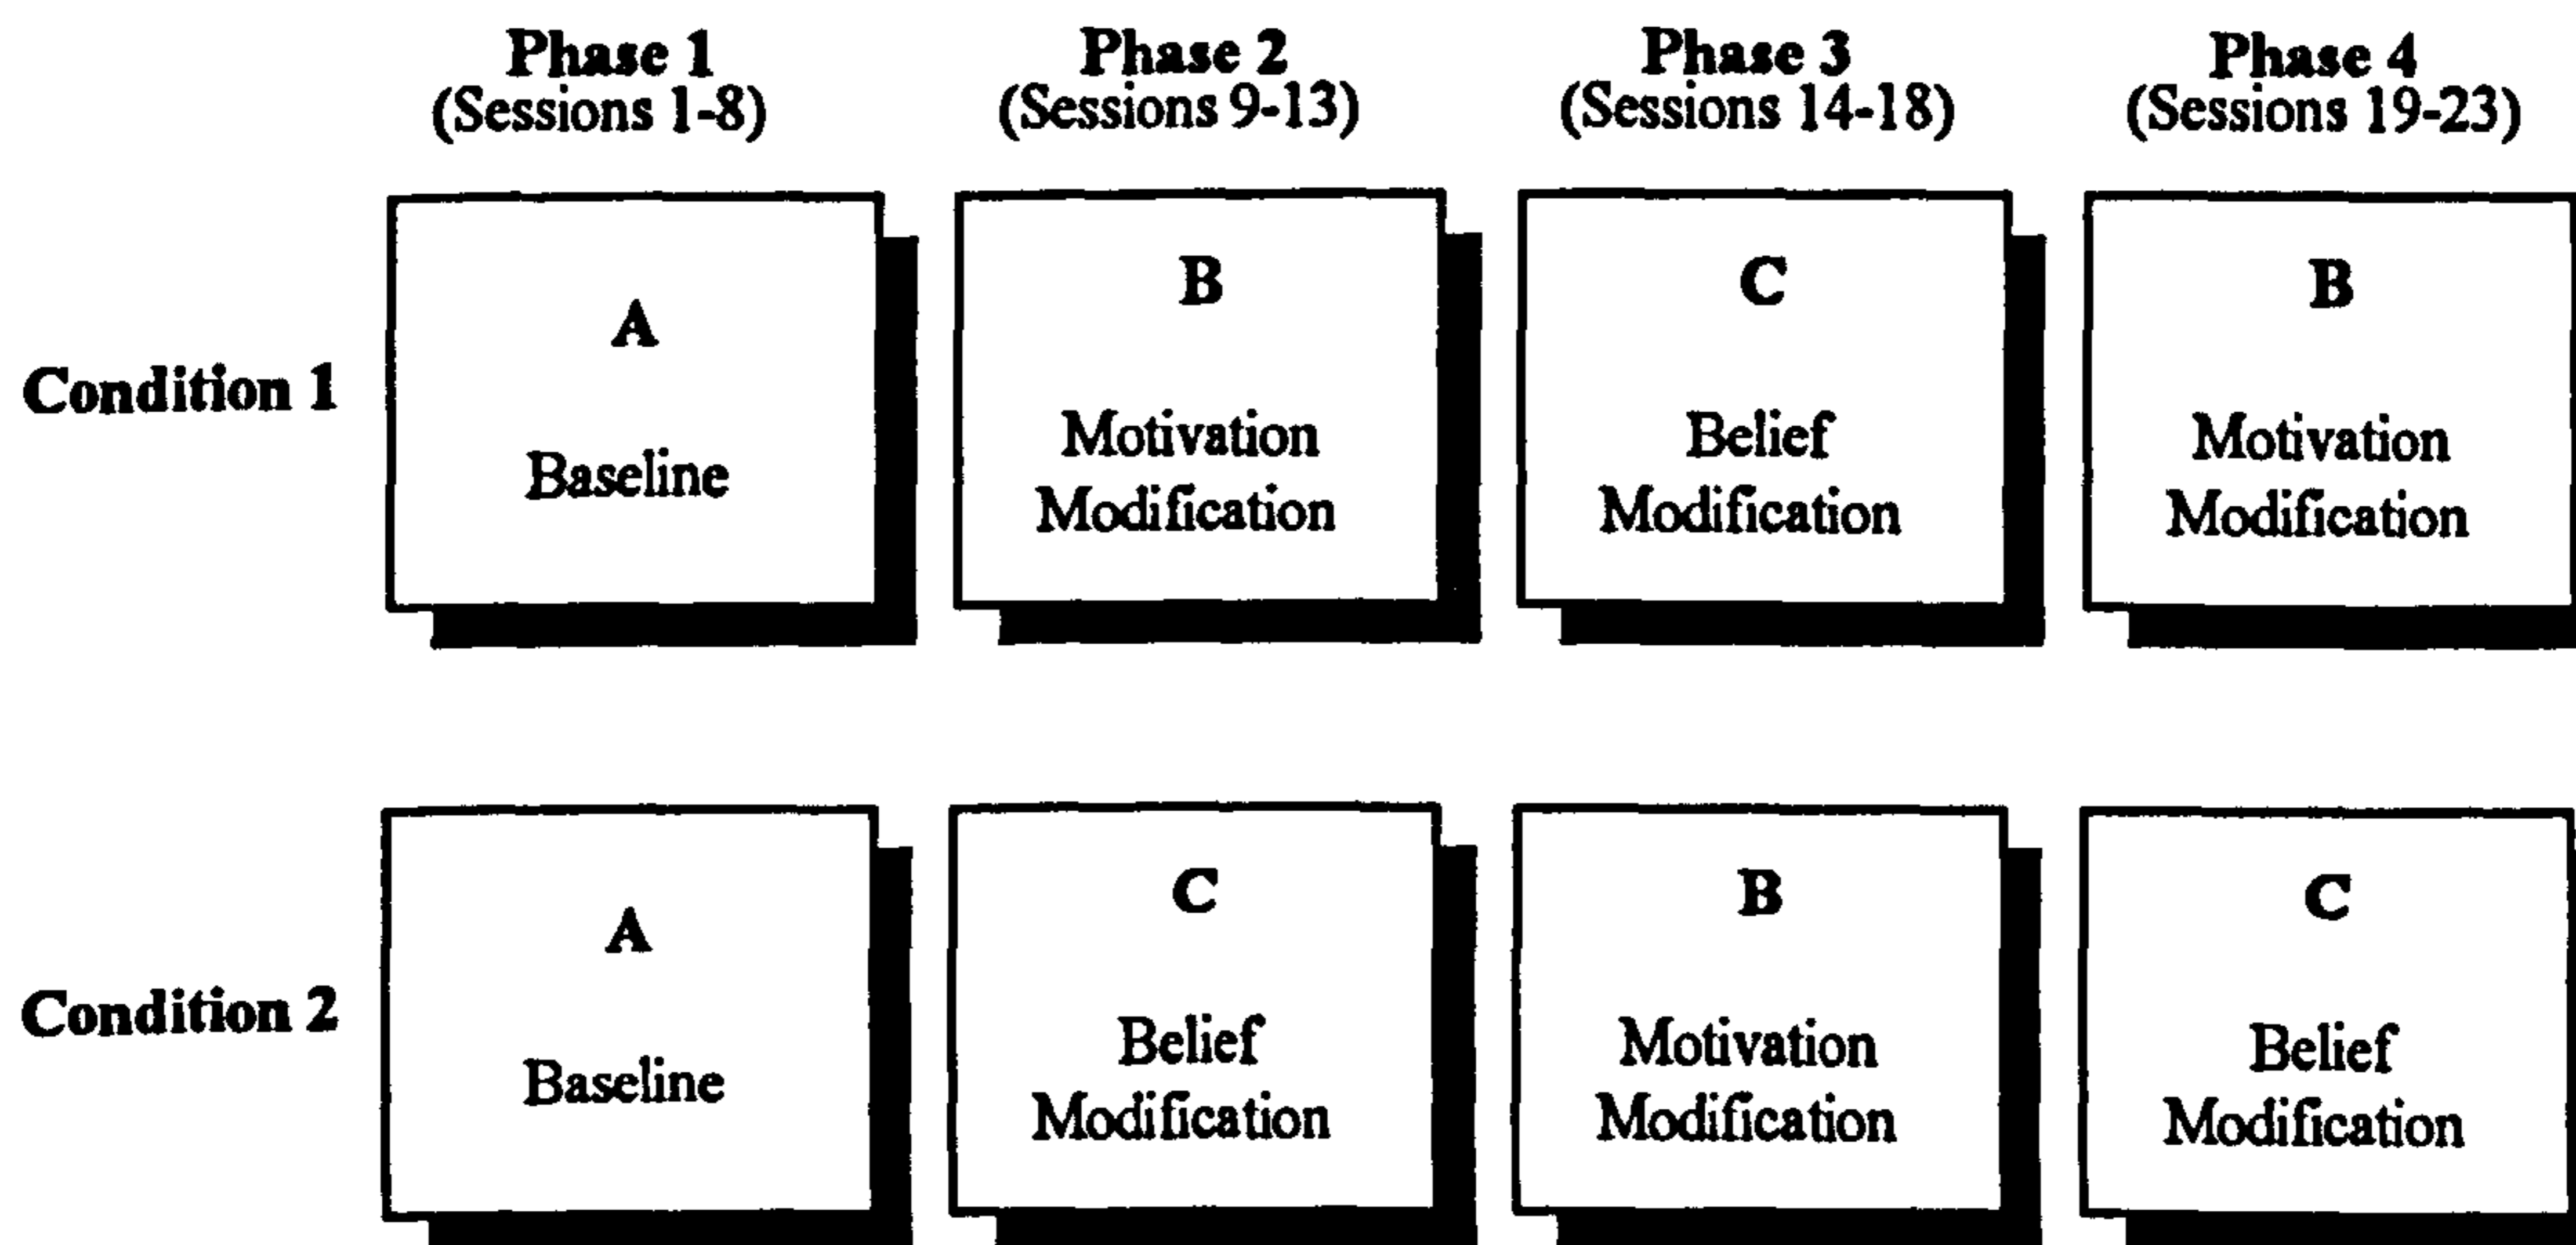 Phase 1 Phase 2 Phase 3 Phase 4
(Sessions 1-8) (Sessions 9-13) (Sessions 14-18) (Sessions 19-23)
Condition 1
A
Baseline
B
Motivation
Modification
C
Belief
Modification
B
Motivation
Modification
Condition 2
A
Baseline
C
Belief
Modification
B
Motivation
Modification
C
Belief
Modification